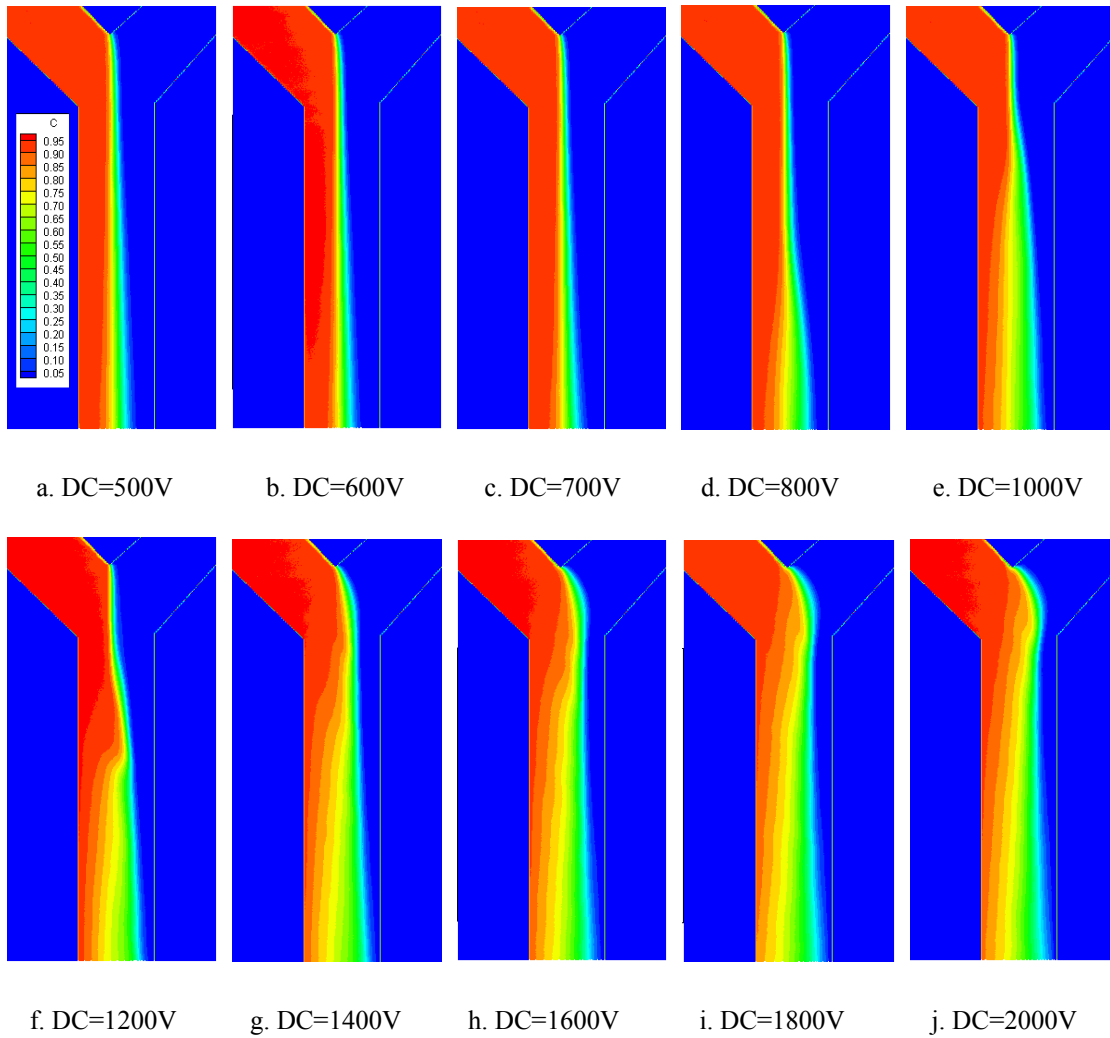 C
0.95
0.90
0.85
0.80
0.75
0.70
0.65
0.60
0.55
0.50
0.45
0.40
0.35
0.30
0.25
0.20
0.15
0.10
0.05
a. DC=500V
b. DC=600V
c. DC=700V
d. DC=800V
e. DC=1000V
f. DC=1200V
g. DC=1400V
h. DC=1600V
i. DC=1800V
j. DC=2000V